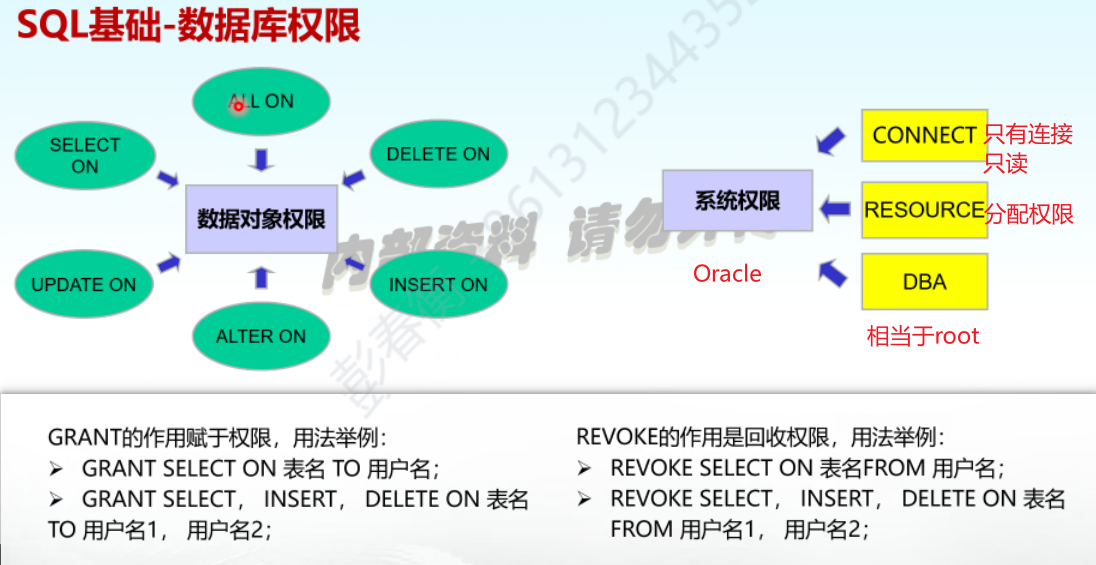 SQL基础-数据库权限
ALL ON
SELECT
ON
DELETE ON
数据对象权限
UPDATE ON
INSERT ON
ALTER ON
CONNECT
只有连接
只读
系统权限
RESOURCE
分配权限
Oracle
DBA
相当于root
内部资料 请勿外传
GRANT的作用赋于权限，用法举例：
➢ GRANT SELECT ON 表名 TO 用户名；
➢ GRANT SELECT， INSERT， DELETE ON 表名
TO 用户名1， 用户名2；
REVOKE的作用是回收权限，用法举例：
➢ REVOKE SELECT ON 表名FROM 用户名；
➢ REVOKE SELECT， INSERT， DELETE ON 表名
FROM 用户名1， 用户名2；